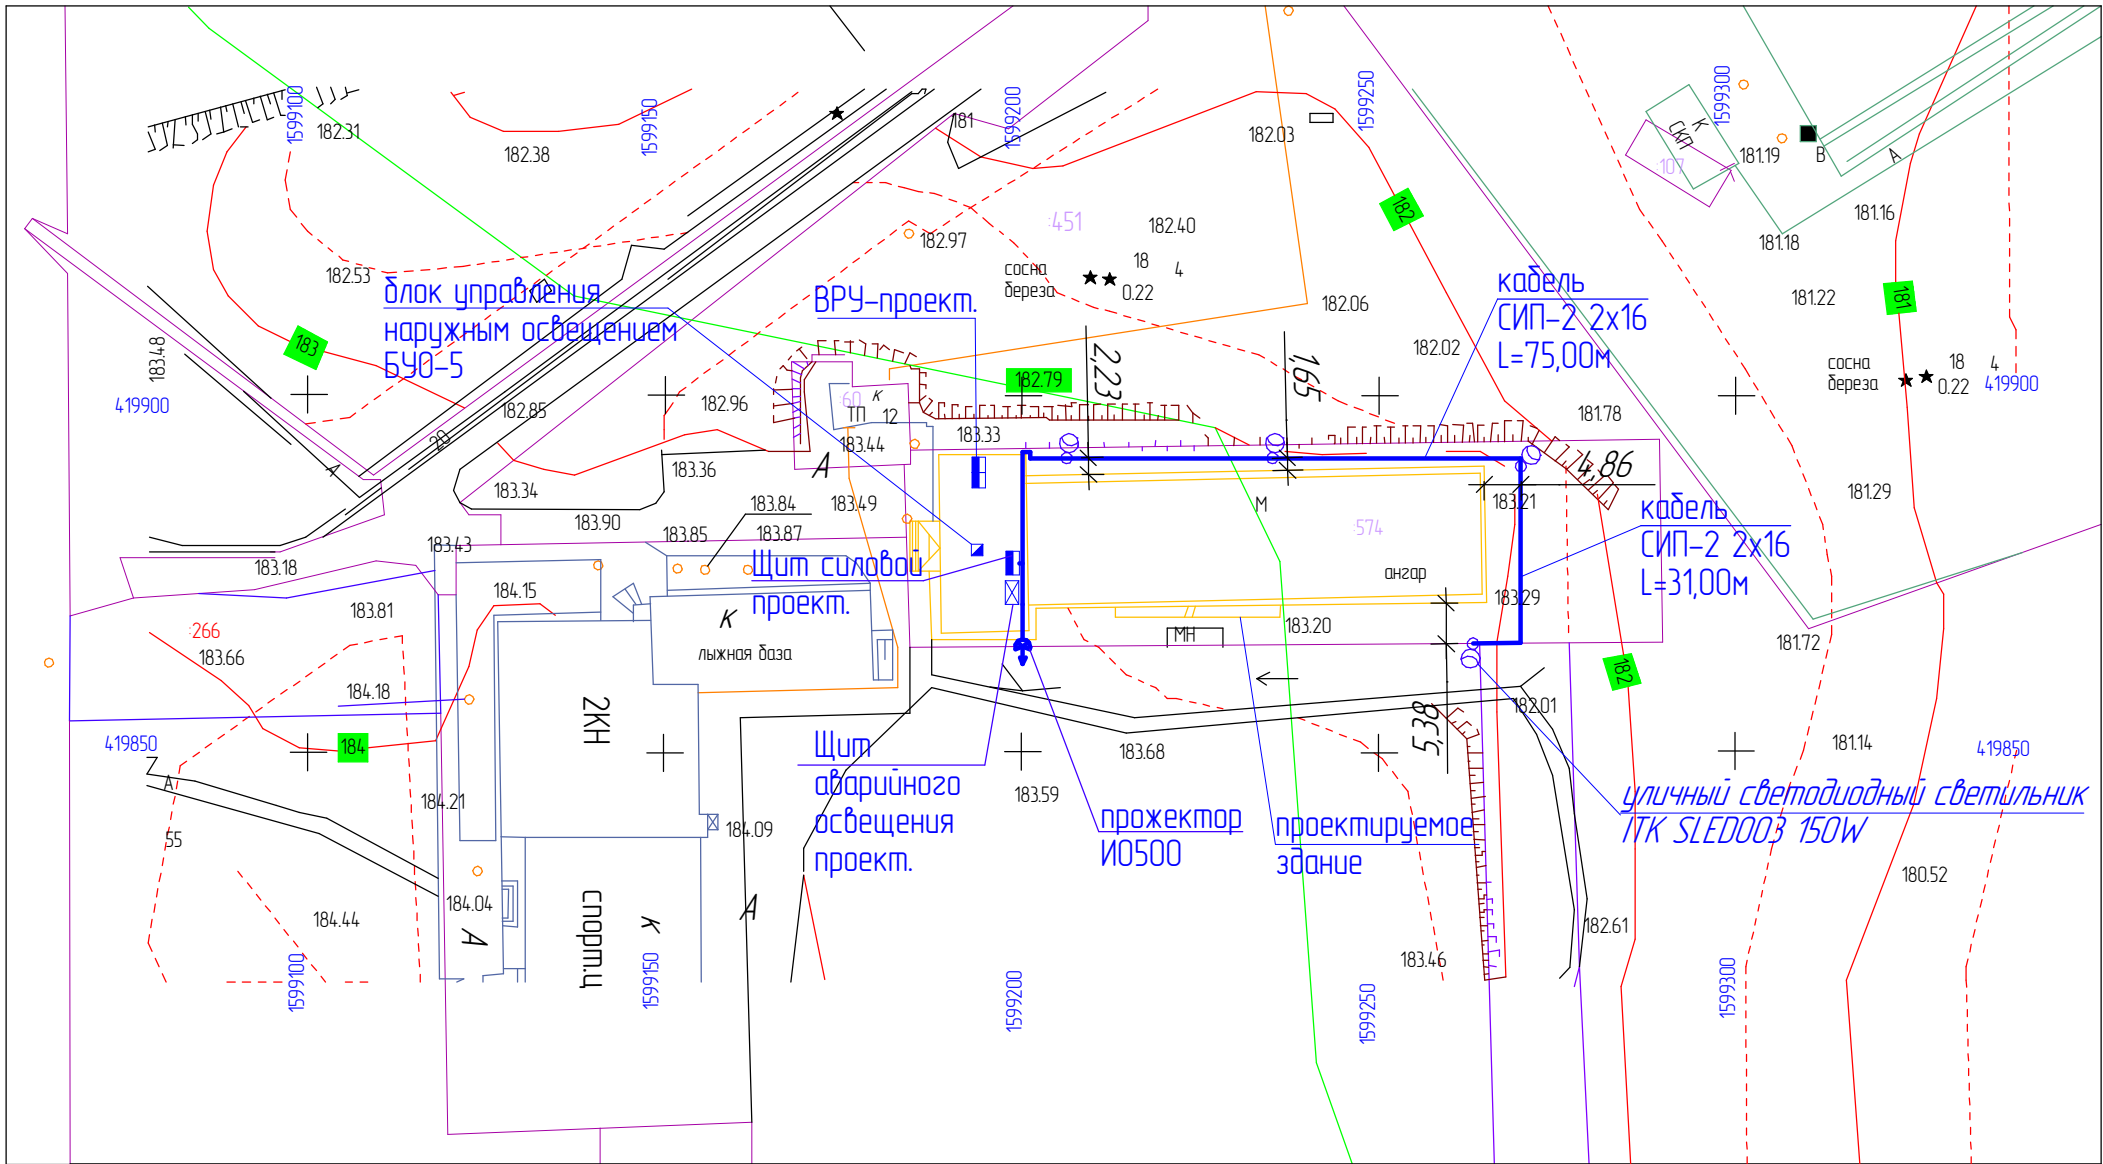 1599100
182.31
182.38
1599150
181
1599200
182.03
1599250
1599300
К
СКЛ
:107
181.19
В
А
182
181.16
181.18
:451
182.40
182.97
сосна
береза
18
4
0.22
182.53
блок управления
наружным освещением
БУО-5
ВРУ-проект.
182.06
кабель
СИП-2 2х16
L=75,00м
181.22
181
183
183.48
182.02
2,23
1,65
182.79
сосна
береза
18
4
0.22
419900
419900
182.85
20
А
182.96
:60
К
ТП
12
183.44
183.33
181.78
183.36
А
4,86
183.34
183.84
183.49
М
:574
183.21
181.29
183.90
183.85
183.87
кабель
СИП-2 2х16
L=31,00м
183.43
183.18
Щит силовой
проект.
ангар
184.15
183.81
183.29
:266
183.66
К
лыжная база
МН
183.20
181.72
184.18
2КН
182
182.01
5,38
184
419850
Щит
аварийного
освещения
проект.
183.68
181.14
419850
А
184.21
183.59
55
184.09
прожектор
ИО500
проектируемое
здание
уличный светодиодный светильник
ITK SLED003 150W
180.52
184.04
184.44
А
спорт.ц
К
А
182.61
183.46
1599100
1599150
1599200
1599250
1599300